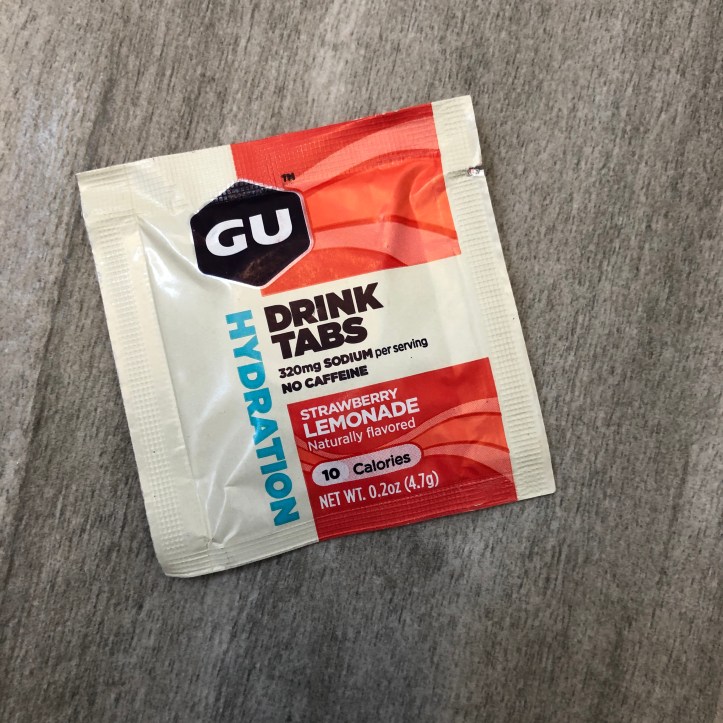 GU
™
HYDRATION
DRINK
TABS
320mg SODIUM per serving
NO CAFFEINE
STRAWBERRY
LEMONADE
Naturally flavored
10 Calories
NET WT. 0.2oz (4.7g)